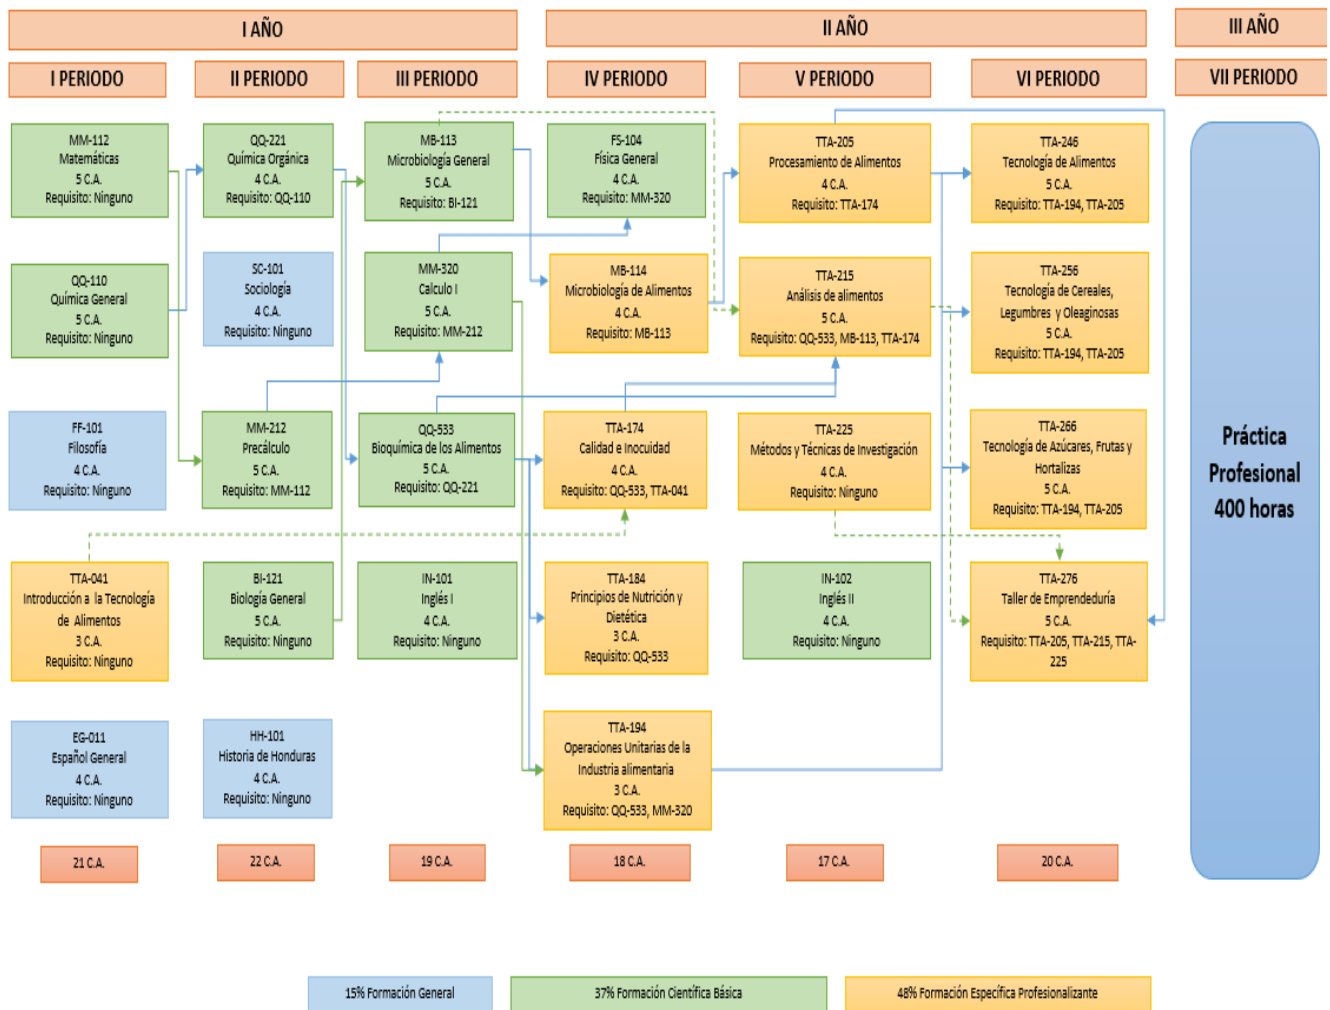 I AÑO
II AÑO
III AÑO
I PERIODO
II PERIODO
III PERIODO
IV PERIODO
V PERIODO
VI PERIODO
VII PERIODO
MM-112
Matemáticas
5 C.A.
Requisito: Ninguno
QQ-110
Química General
5 C.A.
Requisito: Ninguno
FF-101
Filosofía
4 C.A.
Requisito: Ninguno
TTA-041
Introducción a la Tecnología
de Alimentos
3 C.A.
Requisito: Ninguno
EG-011
Español General
4 C.A.
Requisito: Ninguno
21 C.A.
QQ-221
Química Orgánica
4 C.A.
Requisito: QQ-110
SC-101
Sociología
4 C.A.
Requisito: Ninguno
MM-212
Precálculo
5 C.A.
Requisito: MM-112
BI-121
Biología General
5 C.A.
Requisito: Ninguno
HH-101
Historia de Honduras
4 C.A.
Requisito: Ninguno
22 C.A.
MB-113
Microbiología General
5 C.A.
Requisito: BI-121
MM-320
Calculo I
5 C.A.
Requisito: MM-212
QQ-533
Bioquímica de los Alimentos
5 C.A.
Requisito: QQ-221
IN-101
Inglés I
4 C.A.
Requisito: Ninguno
19 C.A.
FS-104
Física General
4 C.A.
Requisito: MM-320
MB-114
Microbiología de Alimentos
4 C.A.
Requisito: MB-113
TTA-174
Calidad e Inocuidad
4 C.A.
Requisito: QQ-533, TTA-041
TTA-184
Principios de Nutrición y
Dietética
3 C.A.
Requisito: QQ-533
TTA-194
Operaciones Unitarias de la
Industria alimentaria
3 C.A.
Requisito: QQ-533, MM-320
18 C.A.
TTA-205
Procesamiento de Alimentos
4 C.A.
Requisito: TTA-174
TTA-215
Análisis de alimentos
5 C.A.
Requisito: QQ-533, MB-113, TTA-174
TTA-225
Métodos y Técnicas de Investigación
4 C.A.
Requisito: Ninguno
IN-102
Inglés II
4 C.A.
Requisito: Ninguno
17 C.A.
TTA-246
Tecnología de Alimentos
5 C.A.
Requisito: TTA-194, TTA-205
TTA-256
Tecnología de Cereales,
Legumbres y Oleaginosas
5 C.A.
Requisito: TTA-194, TTA-205
TTA-266
Tecnología de Azúcares, Frutas y
Hortalizas
5 C.A.
Requisito: TTA-194, TTA-205
TTA-276
Taller de Emprendeduría
5 C.A.
Requisito: TTA-205, TTA-215, TTA-
225
20 C.A.
Práctica
Profesional
400 horas
15% Formación General
37% Formación Científica Básica
48% Formación Específica Profesionalizante